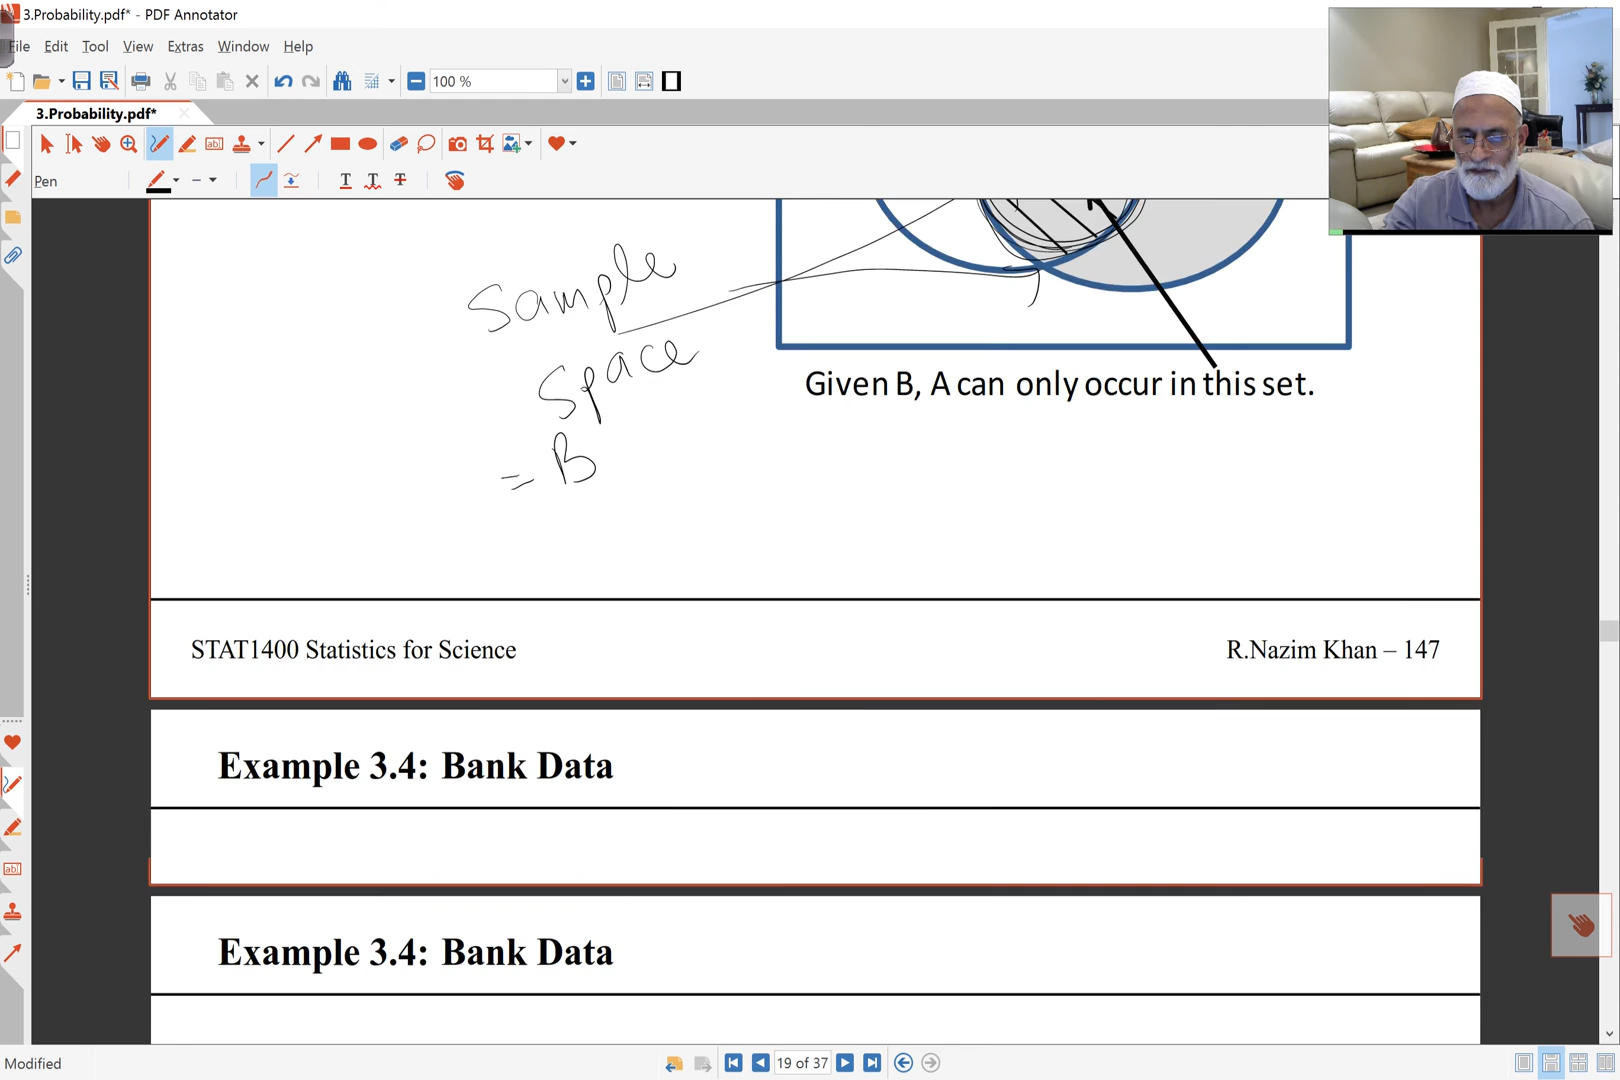 3.Probability.pdf* - PDF Annotator
File Edit Tool View Extras Window Help
100 %
3.Probability.pdf*
Pen
Sample
Space
= B
Given B, A can only occur in this set.
STAT1400 Statistics for Science
R.Nazim Khan – 147
Example 3.4: Bank Data
Example 3.4: Bank Data
Modified
19 of 37